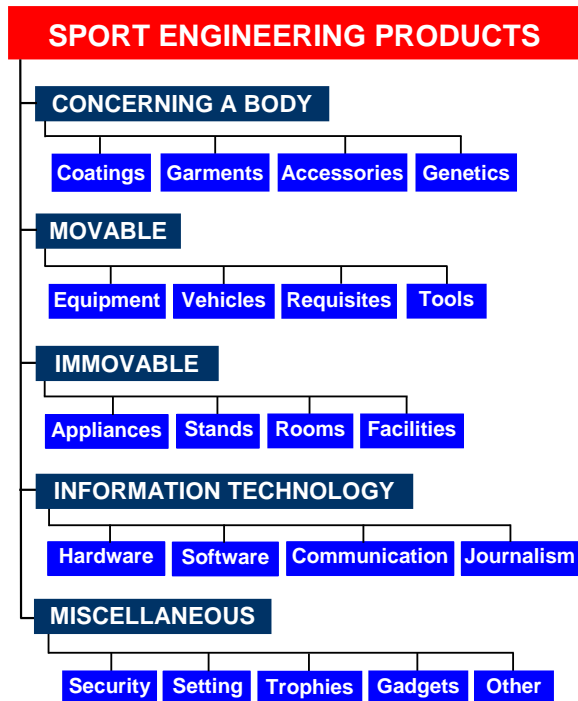 SPORT ENGINEERING PRODUCTS
CONCERNING A BODY
Coatings Garments Accessories Genetics
MOVABLE
Equipment Vehicles Requisites Tools
IMMOVABLE
Appliances Stands Rooms Facilities
INFORMATION TECHNOLOGY
Hardware Software Communication Journalism
MISCELLANEOUS
Security Setting Trophies Gadgets Other